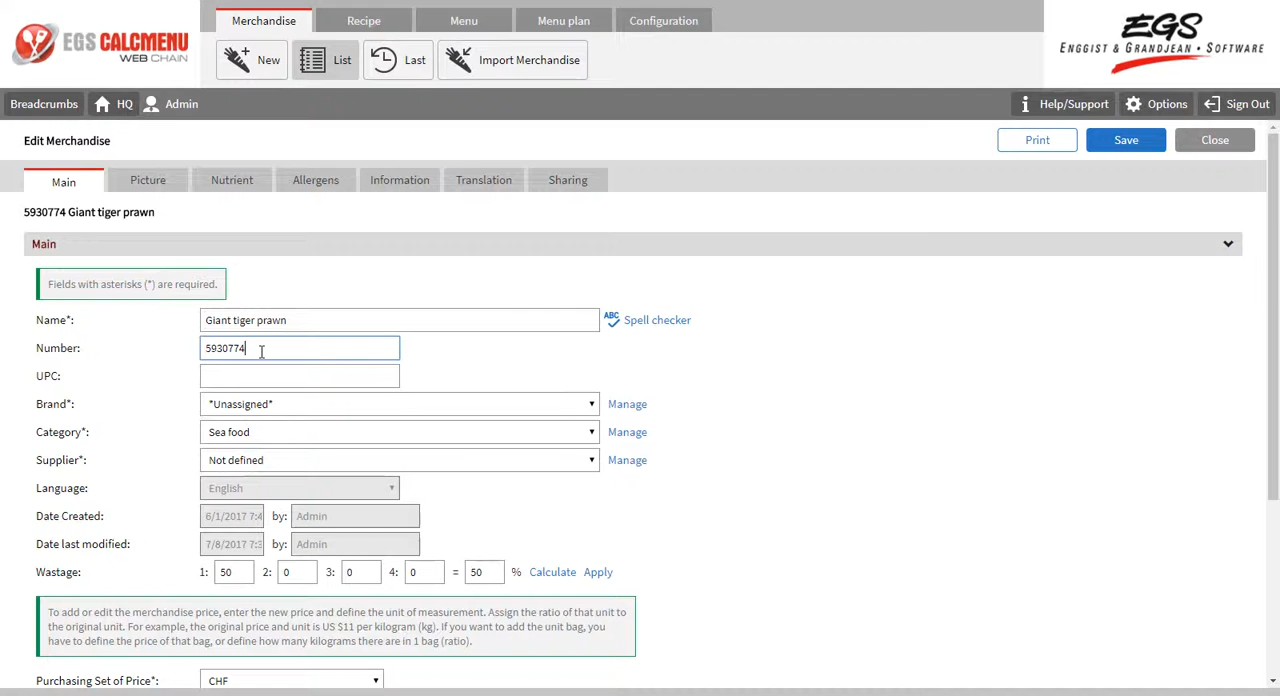 Merchandise Recipe Menu Menu plan Configuration
EGS CALCMENU
WEB CHAIN
New List Last Import Merchandise
EGS
ENGGIST & GRANDJEAN • SOFTWARE
Breadcrumbs HQ Admin Help/Support Options Sign Out
Edit Merchandise Print Save Close
Main Picture Nutrient Allergens Information Translation Sharing
5930774 Giant tiger prawn
Main
Fields with asterisks (*) are required.
Name*: Giant tiger prawn ABC Spell checker
Number: 5930774
UPC:
Brand*: *Unassigned* Manage
Category*: Sea food Manage
Supplier*: Not defined Manage
Language: English
Date Created: 6/1/2017 7:4 by: Admin
Date last modified: 7/8/2017 7:3 by: Admin
Wastage: 1: 50 2: 0 3: 0 4: 0 = 50 % Calculate Apply
To add or edit the merchandise price, enter the new price and define the unit of measurement. Assign the ratio of that unit to
the original unit. For example, the original price and unit is US $11 per kilogram (kg). If you want to add the unit bag, you
have to define the price of that bag, or define how many kilograms there are in 1 bag (ratio).
Purchasing Set of Price*: CHF